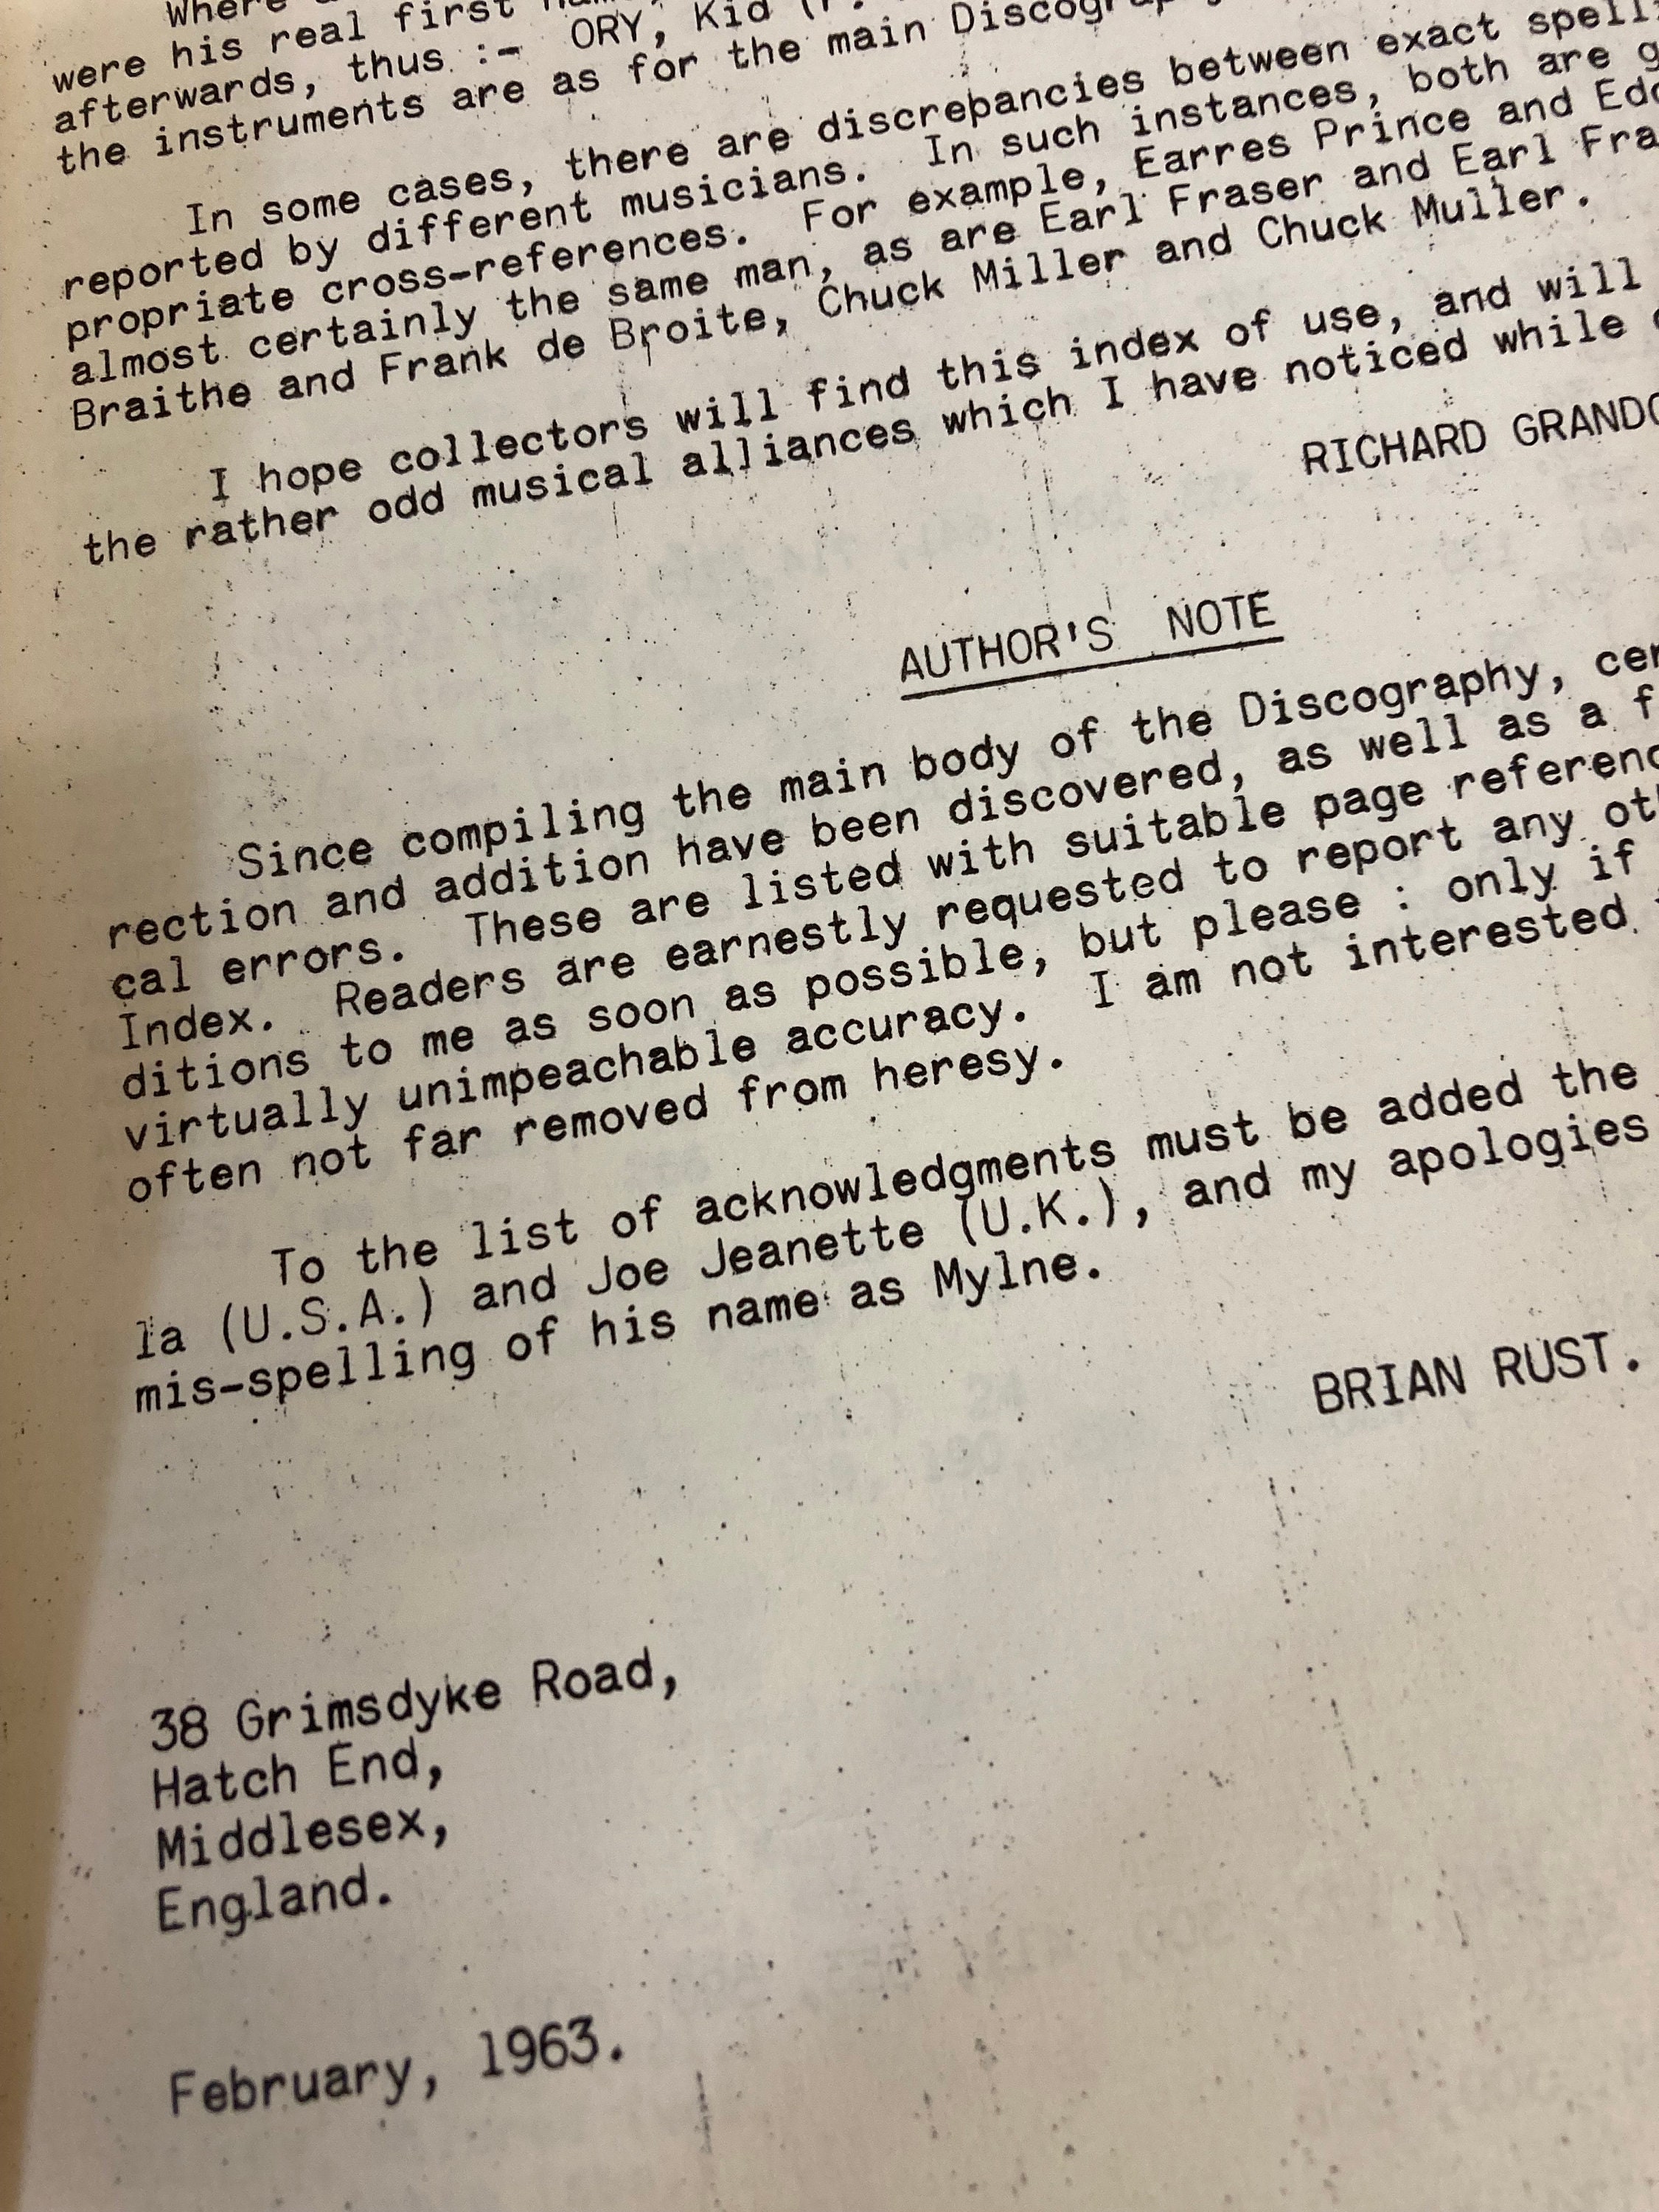 Where
were his real first
afterwards, thus :- ORY, Kid
the instruments are as for the main
In some cases, there are discrepancies between exact
reported by different musicians. In such instances, both are
propriate cross-references. For example, Earres Prince and
almost certainly the same man, as are Earl Fraser and Earl
Braithe and Frank de Broite, Chuck Miller and Chuck Muller.
I hope collectors will find this index of use, and will
the rather odd musical alliances which I have noticed while
RICHARD
AUTHOR'S NOTE
Since compiling the main body of the Discography,
rection and addition have been discovered, as well as a
cal errors. These are listed with suitable page
Index. Readers are earnestly requested to report any
ditions to me as soon as possible, but please : only if
virtually unimpeachable accuracy. I am not interested
often not far removed from heresy.
To the list of acknowledgments must be added the
la (U.S.A.) and Joe Jeanette (U.K.), and my apologies
mis-spelling of his name as Mylne.
BRIAN RUST.
38 Grimsdyke Road,
Hatch End,
Middlesex,
England.
February, 1963.